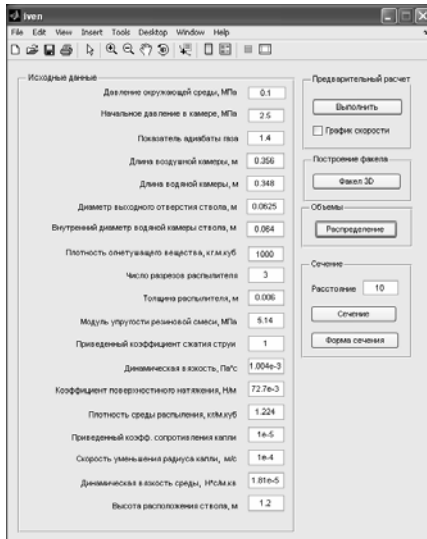 iven
File Edit View Insert Tools Desktop Window Help
Исходные данные
Давление окружающей среды, МПа 0.1
Начальное давление в камере, МПа 2.5
Показатель адиабаты газа 1.4
Длина воздушной камеры, м 0.356
Длина водяной камеры, м 0.348
Диаметр выходного отверстия ствола, м 0.0625
Внутренний диаметр водяной камеры ствола, м 0.064
Плотность огнетушащего вещества, кг.м.куб 1000
Число разрезов распылителя 3
Толщина распылителя, м 0.006
Модуль упругости резиновой смеси, МПа 5.14
Приведенный коэффициент сжатия струи 1
Динамическая вязкость, Па*с 1.004e-3
Коэффициент поверхностного натяжения, Н/м 72.7e-3
Плотность среды распыления, кг/м.куб 1.224
Приведенный коэфф. сопротивления капли 1e-5
Скорость уменьшения радиуса капли, м/с 1e-4
Динамическая вязкость среды, Н*с/м.кв 1.81e-5
Высота расположения ствола, м 1.2
Предварительный расчет
Выполнить
График скорости
Построение факела
Факел 3D
Объемы
Распределение
Сечение
Расстояние 10
Сечение
Форма сечения